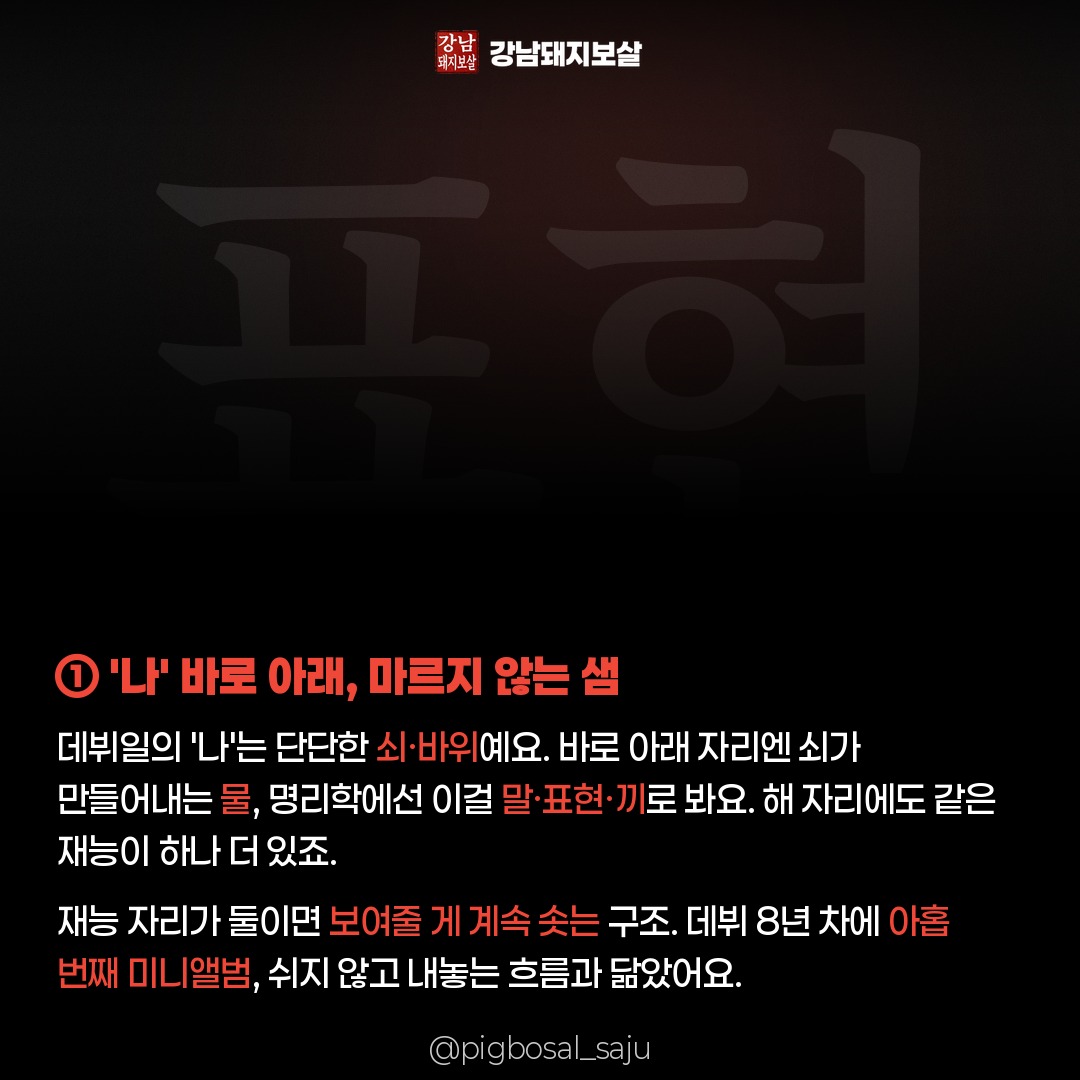 강남
돼지보살
강남돼지보살
표현
① '나' 바로 아래, 마르지 않는 샘
데뷔일의 '나'는 단단한 쇠·바위예요. 바로 아래 자리엔 쇠가
만들어내는 물, 명리학에선 이걸 말·표현·끼로 봐요. 해 자리에도 같은
재능이 하나 더 있죠.
재능 자리가 둘이면 보여줄 게 계속 솟는 구조. 데뷔 8년 차에 아홉
번째 미니앨범, 쉬지 않고 내놓는 흐름과 닮았어요.
@pigbosal_saju